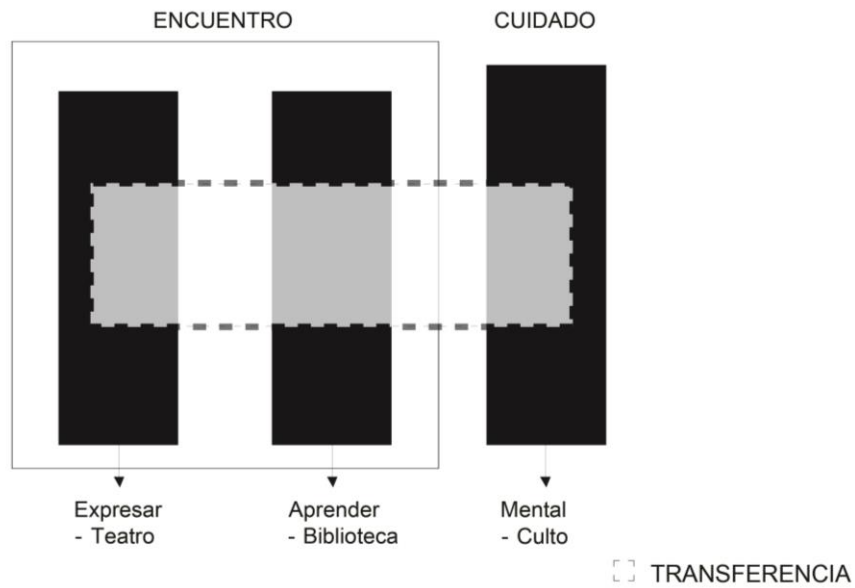 ENCUENTRO
CUIDADO
Expresar
- Teatro
Aprender
- Biblioteca
Mental
- Culto
TRANSFERENCIA